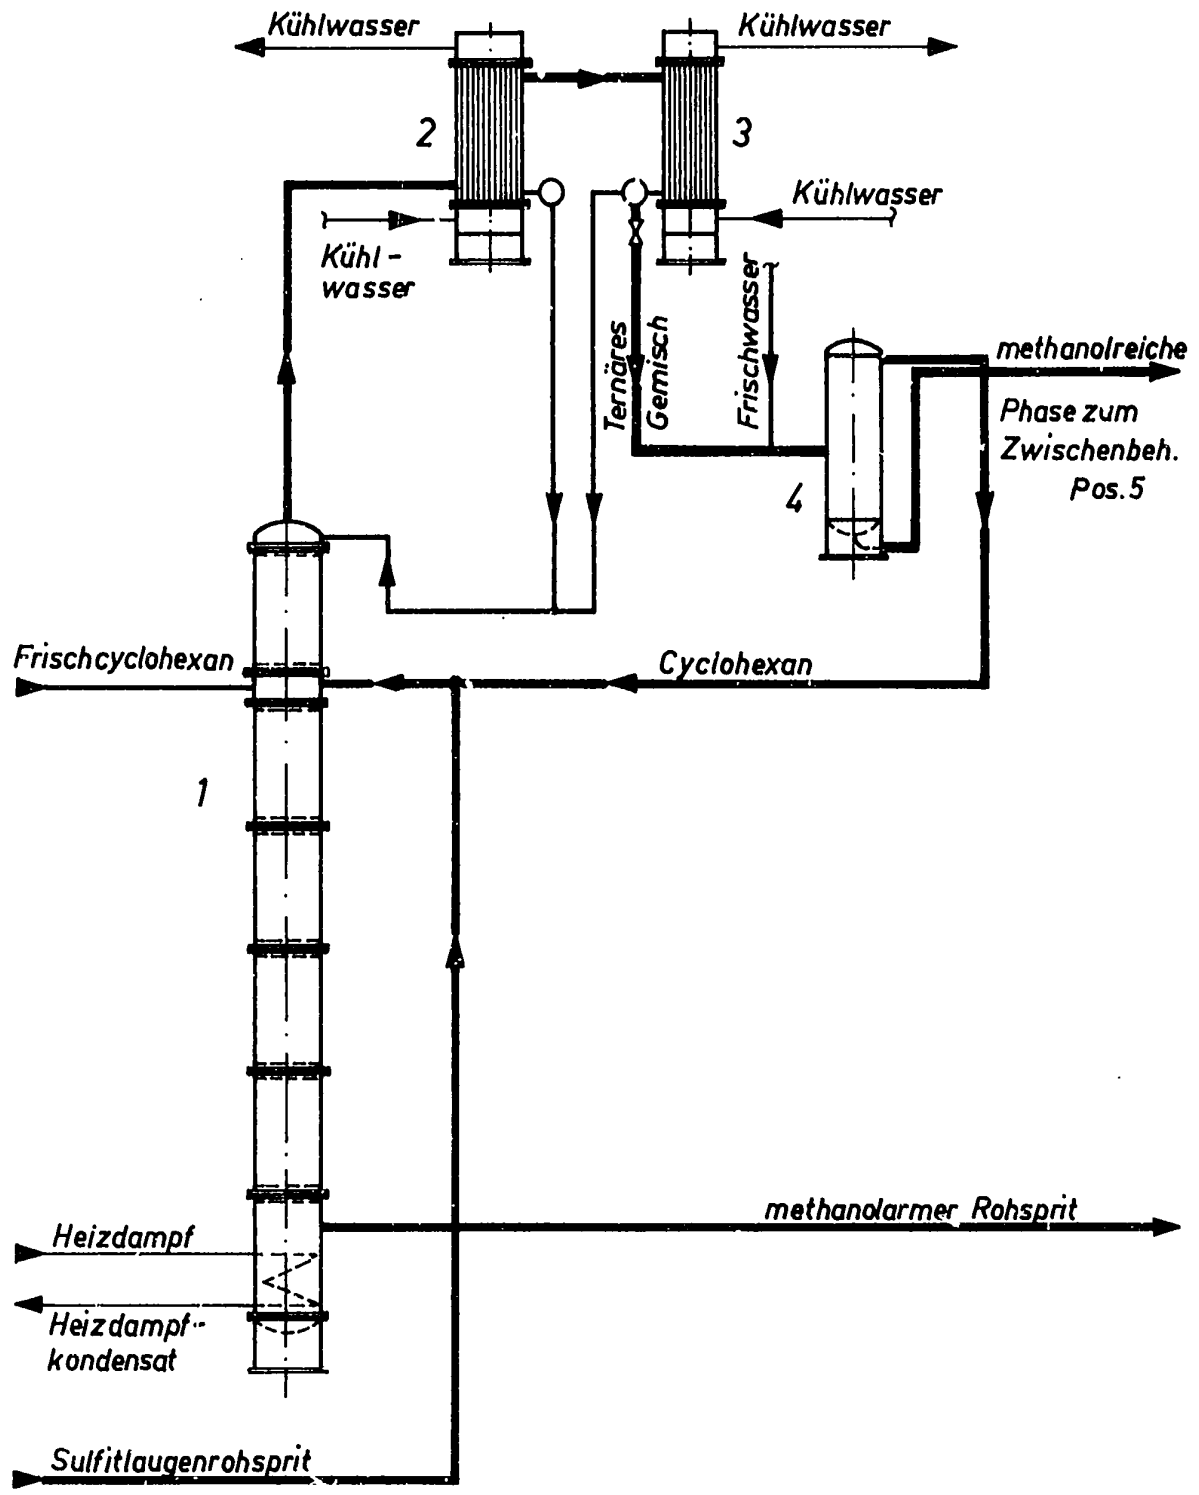 Kühlwasser
Kühlwasser
2
3
Kühlwasser
Kühl-
wasser
Ternäres
Gemisch
Frischwasser
methanolreiche
Phase zum
Zwischenbeh.
Pos. 5
4
Frischcyclohexan
Cyclohexan
1
methanolarmer Rohsprit
Heizdampf
Heizdampf-
kondensat
Sulfitlaugenrohsprit